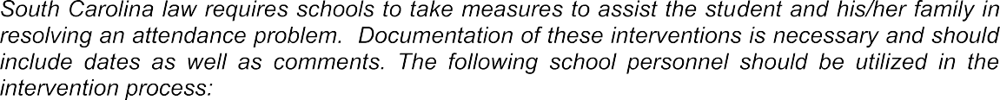 South Carolina law requires schools to take measures to assist the student and his/her family in
resolving an attendance problem.  Documentation of these interventions is necessary and should
include dates as well as comments. The following school personnel should be utilized in the
intervention process: